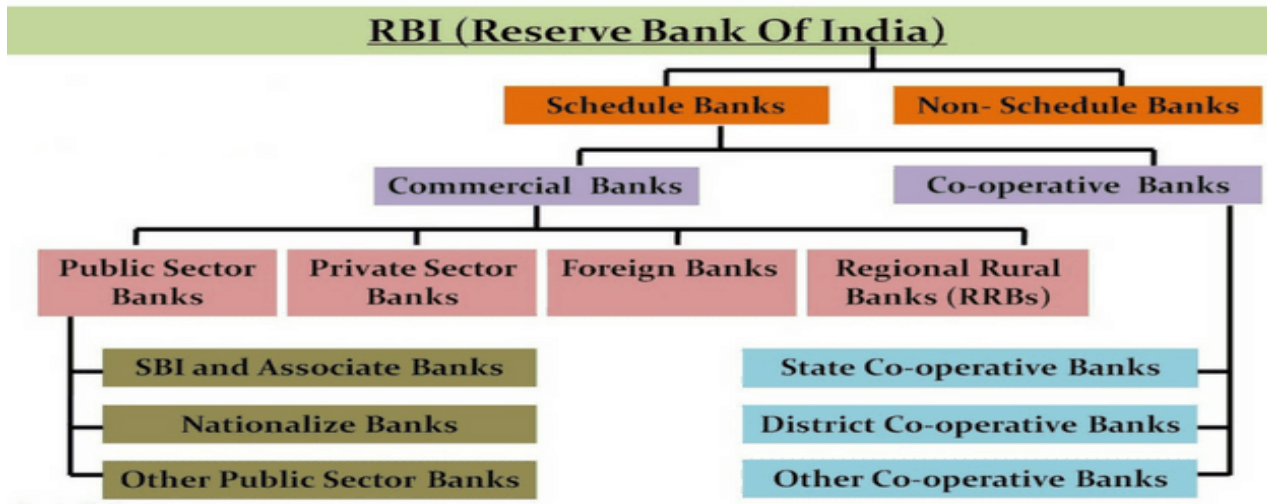 RBI (Reserve Bank Of India)
Schedule Banks
Non- Schedule Banks
Commercial Banks
Co-operative Banks
Public Sector
Banks
Private Sector
Banks
Foreign Banks
Regional Rural
Banks (RRBs)
SBI and Associate Banks
Nationalize Banks
Other Public Sector Banks
State Co-operative Banks
District Co-operative Banks
Other Co-operative Banks